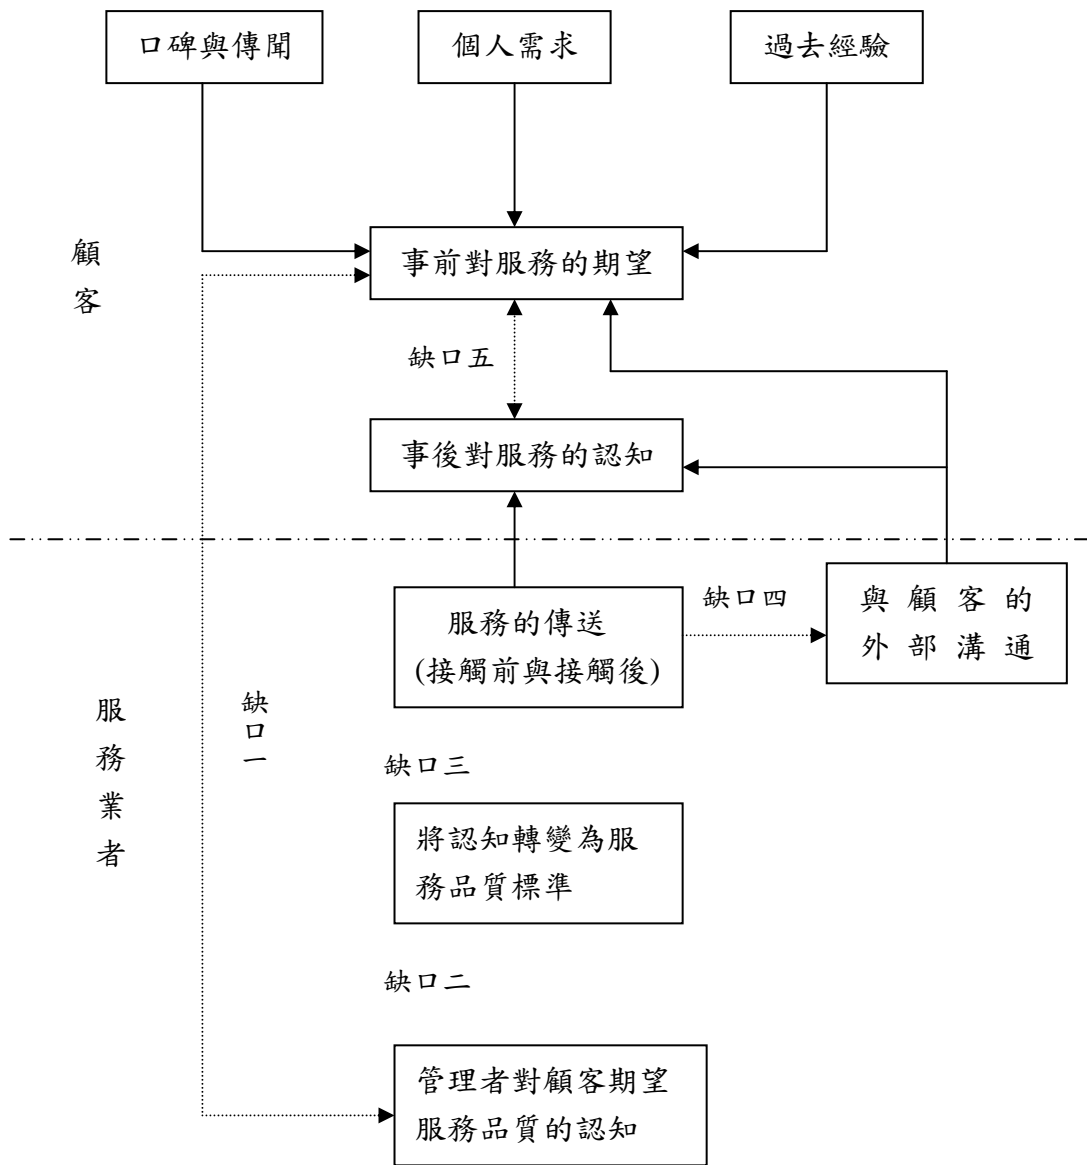 口碑與傳聞
個人需求
過去經驗
顧客
事前對服務的期望
缺口五
事後對服務的認知
服務的傳送
(接觸前與接觸後)
缺口四
與顧客的
外部溝通
服務業者
缺口一
缺口三
將認知轉變為服
務品質標準
缺口二
管理者對顧客期望
服務品質的認知